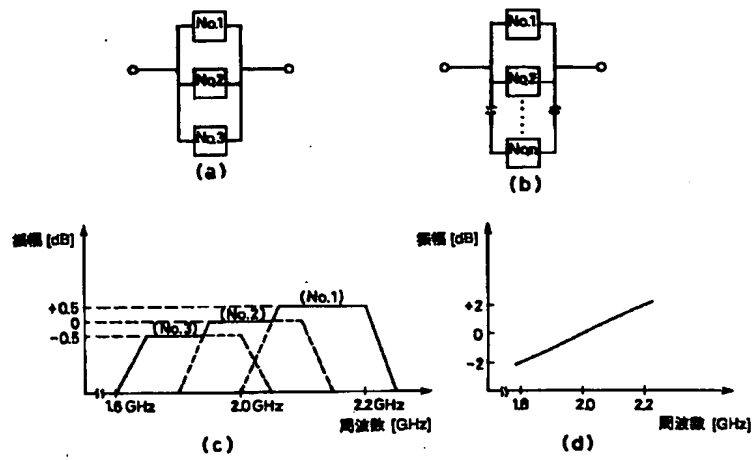 No.1
No.2
No.3
(a)
No.1
No.2
No.n
(b)
振幅 [dB]
+0.5
0
-0.5
(No.1)
(No.2)
(No.3)
1.6 GHz
2.0 GHz
2.2 GHz
周波数 [GHz]
(c)
振幅 [dB]
+2
0
-2
1.8
2.0
2.2
周波数 [GHz]
(d)